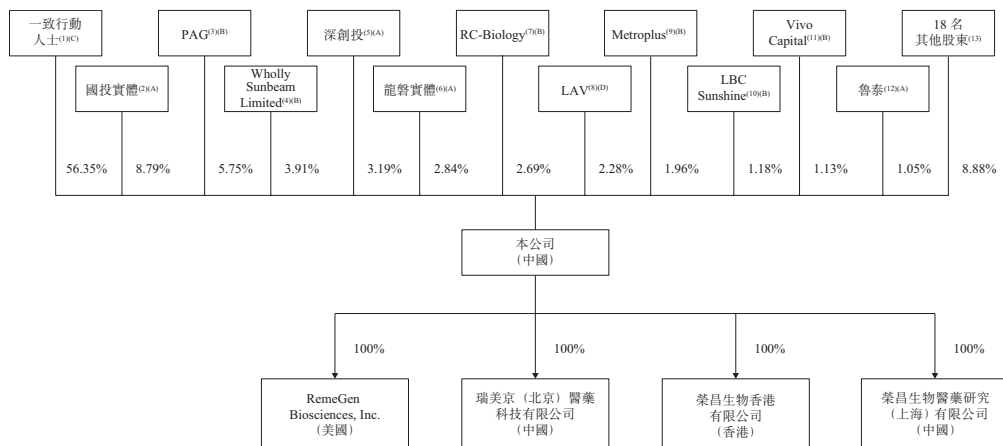 一致行動
人士(1)(C)
PAG(3)(B)
深創投(5)(A)
RC-Biology(7)(B)
Metroplus(9)(B)
Vivo
Capital(11)(B)
18 名
其他股東(13)
國投實體(2)(A)
Wholly
Sunbeam
Limited(4)(B)
龍磐實體(6)(A)
LAV(8)(D)
LBC
Sunshine(10)(B)
魯泰(12)(A)
56.35% 8.79% 5.75% 3.91% 3.19% 2.84% 2.69% 2.28% 1.96% 1.18% 1.13% 1.05% 8.88%
本公司
(中國)
100% 100% 100% 100%
RemeGen
Biosciences, Inc.
(美國)
瑞美京(北京)醫藥
科技有限公司
(中國)
榮昌生物香港
有限公司
(香港)
榮昌生物醫藥研究
(上海)有限公司
(中國)